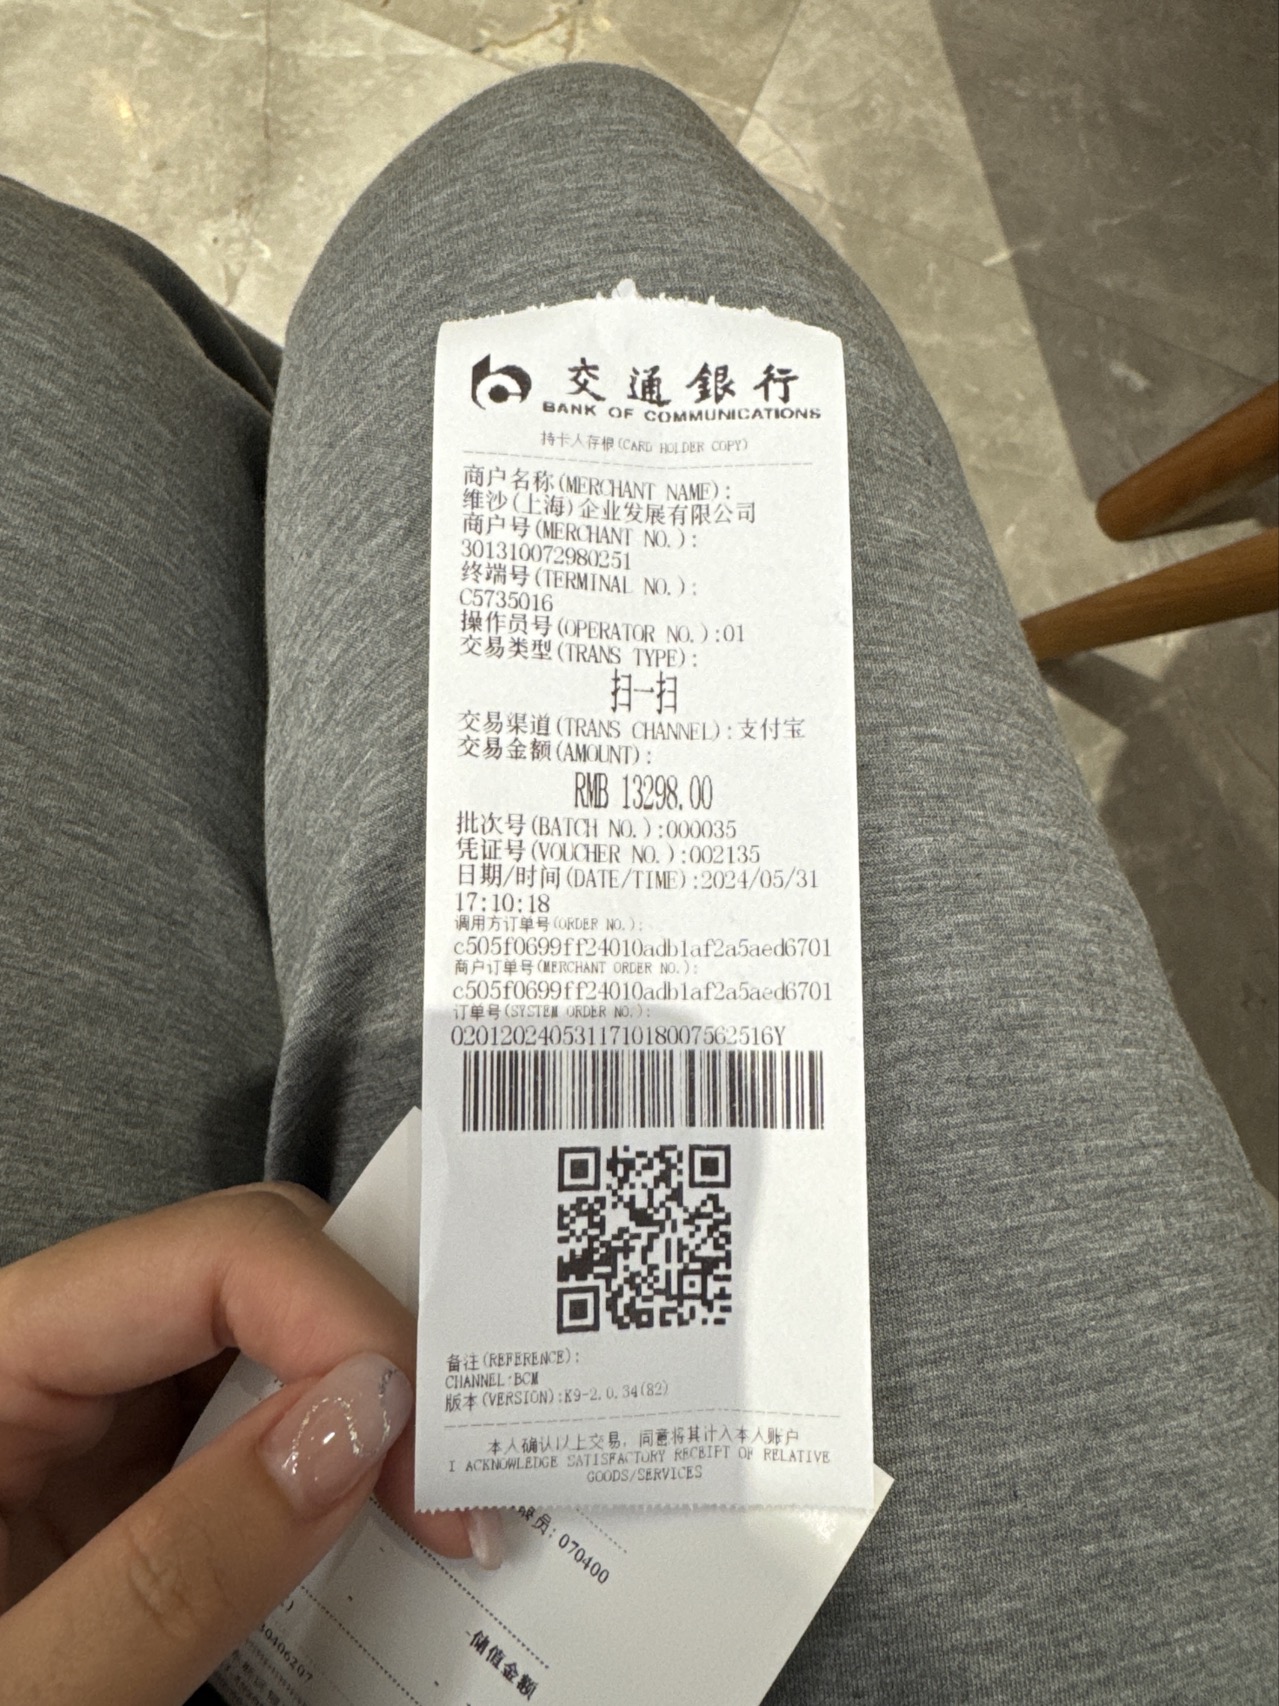 交通銀行
BANK OF COMMUNICATIONS
持卡人存根(CARD HOLDER COPY)
商户名称(MERCHANT NAME):
维沙(上海)企业发展有限公司
商户号(MERCHANT NO.):
301310072980251
终端号(TERMINAL NO.):
C5735016
操作员号(OPERATOR NO.):01
交易类型(TRANS TYPE):
扫一扫
交易渠道(TRANS CHANNEL):支付宝
交易金额(AMOUNT):
RMB 13298.00
批次号(BATCH NO.):000035
凭证号(VOUCHER NO.):002135
日期/时间(DATE/TIME):2024/05/31
17:10:18
调用方订单号(ORDER NO.):
c505f0699ff24010adb1af2a5aed6701
商户订单号(MERCHANT ORDER NO.):
c505f0699ff24010adb1af2a5aed6701
订单号(SYSTEM ORDER NO.):
020120240531171018007562516Y
备注(REFERENCE):
CHANNEL:BCM
版本(VERSION):K9-2.0.34(82)
本人确认以上交易，同意将其计入本人账户
I ACKNOWLEDGE SATISFACTORY RECEIPT OF RELATIVE
GOODS/SERVICES
员: 070400
储值金额